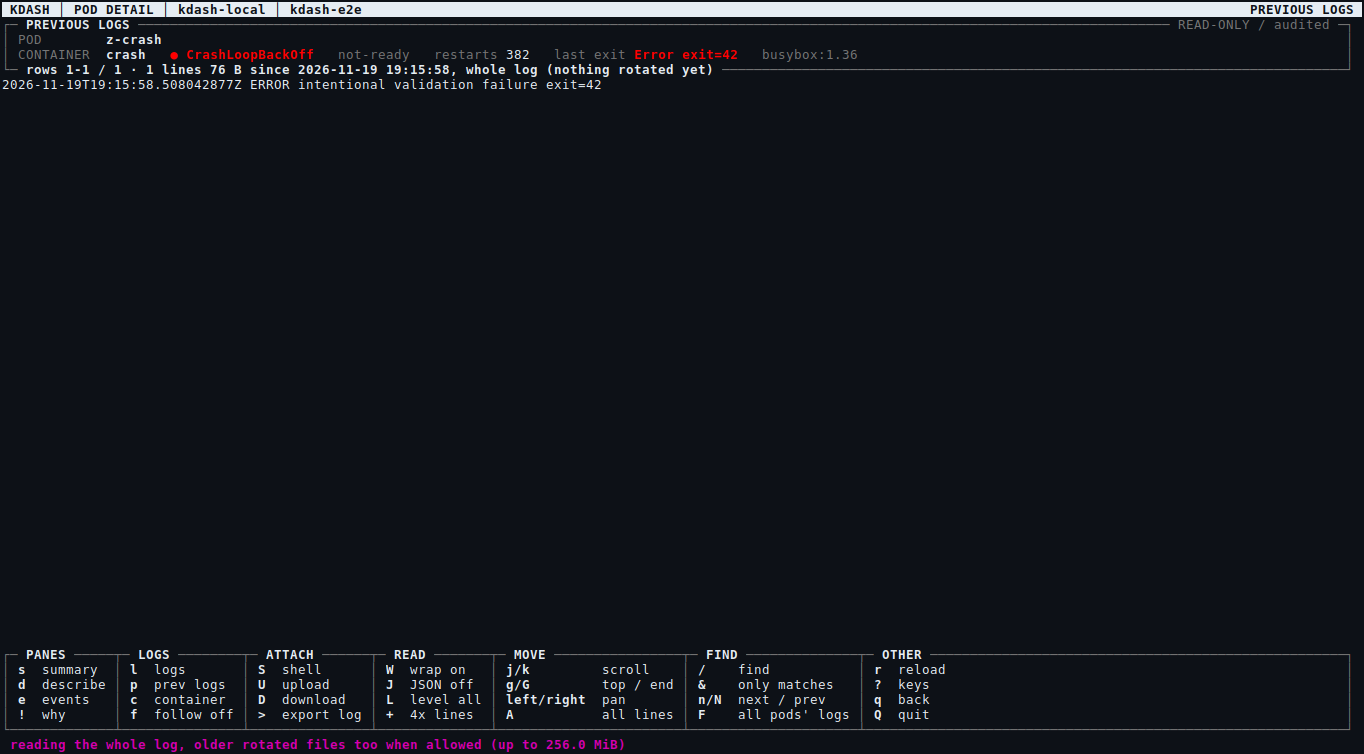 KDASH │ POD DETAIL │ kdash-local │ kdash-e2e PREVIOUS LOGS
PREVIOUS LOGS READ-ONLY / audited
POD z-crash
CONTAINER crash ● CrashLoopBackOff not-ready restarts 382 last exit Error exit=42 busybox:1.36
rows 1-1 / 1 · 1 lines 76 B since 2026-11-19 19:15:58, whole log (nothing rotated yet)
2026-11-19T19:15:58.508042877Z ERROR intentional validation failure exit=42
PANES LOGS ATTACH READ MOVE FIND OTHER
s summary l logs S shell W wrap on j/k scroll / find r reload
d describe p prev logs U upload J JSON off g/G top / end & only matches ? keys
e events c container D download L level all left/right pan n/N next / prev q back
! why f follow off > export log + 4x lines A all lines F all pods' logs Q quit
reading the whole log, older rotated files too when allowed (up to 256.0 MiB)